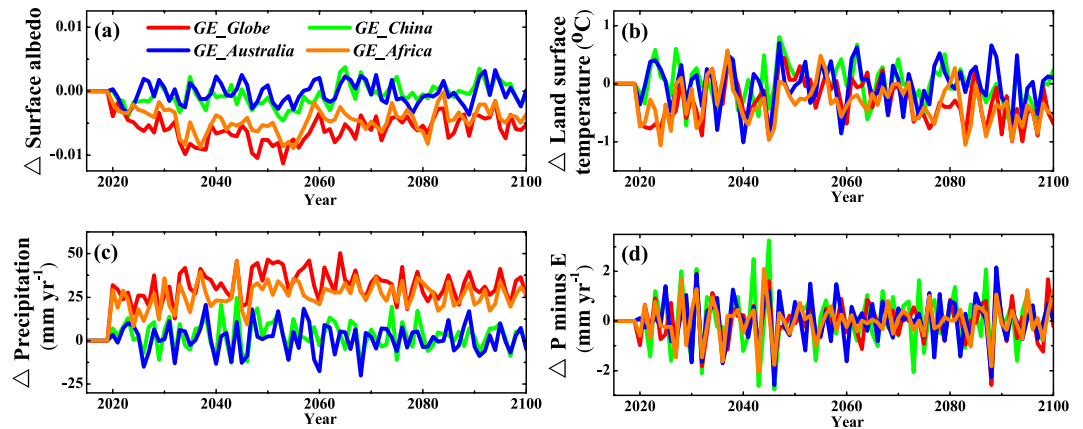 (a)
GE_Globe
GE_China
GE_Australia
GE_Africa
△ Surface albedo
0.01
0.00
-0.01
2020 2040 2060 2080 2100
Year
(b)
△ Land surface
temperature (⁰C)
1
0
-1
2020 2040 2060 2080 2100
Year
(c)
△ Precipitation
(mm yr⁻¹)
50
25
0
-25
2020 2040 2060 2080 2100
Year
(d)
△ P minus E
(mm yr⁻¹)
2
0
-2
2020 2040 2060 2080 2100
Year